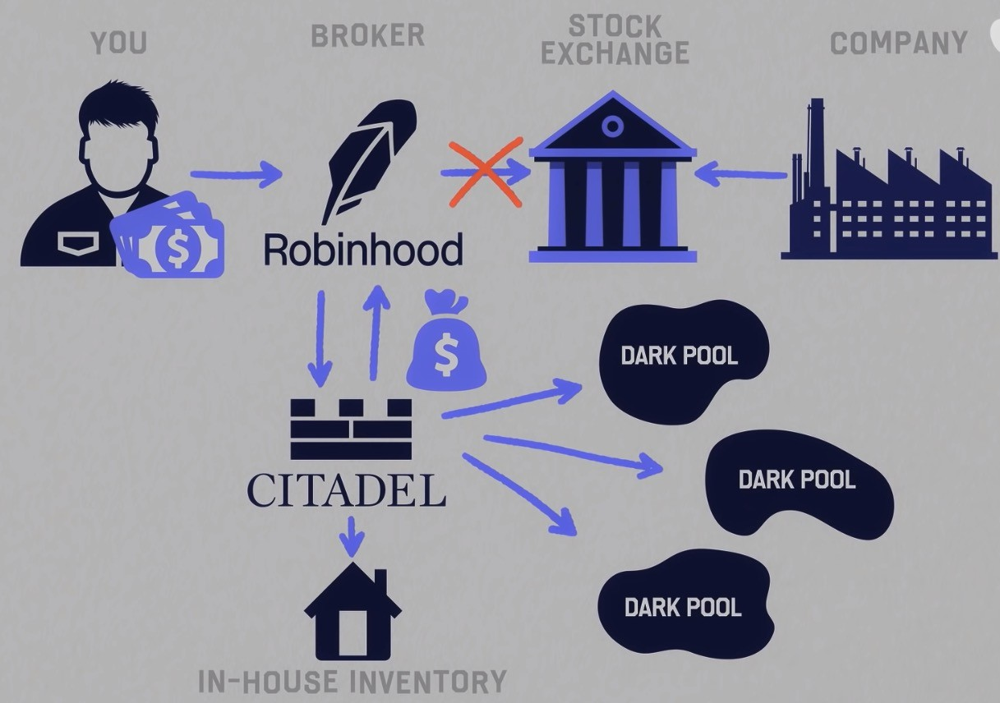 YOU
BROKER
STOCK
EXCHANGE
COMPANY
$
Robinhood
$
DARK POOL
CITADEL
DARK POOL
DARK POOL
IN-HOUSE INVENTORY